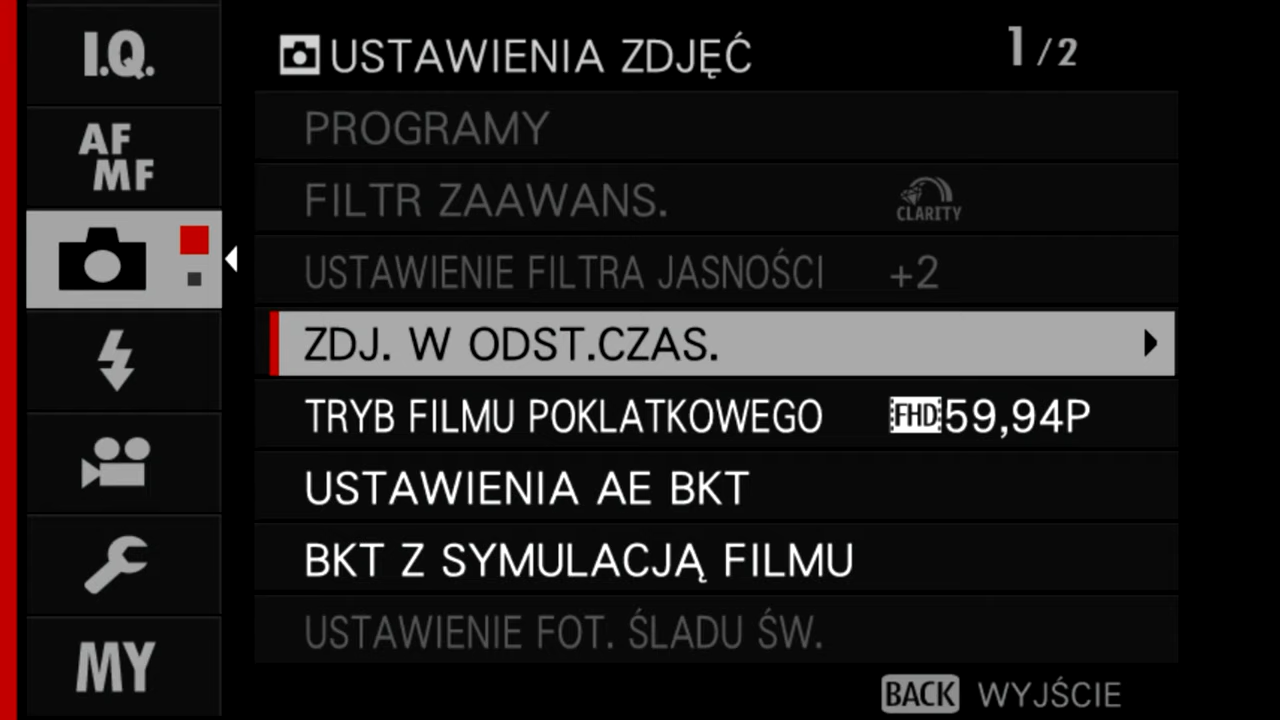 I.Q.
AF
MF
MY
USTAWIENIA ZDJĘĆ 1/2
PROGRAMY
FILTR ZAAWANS. CLARITY
USTAWIENIE FILTRA JASNOŚCI +2
ZDJ. W ODST.CZAS.
TRYB FILMU POKLATKOWEGO FHD 59,94P
USTAWIENIA AE BKT
BKT Z SYMULACJĄ FILMU
USTAWIENIE FOT. ŚLADU ŚW.
BACK WYJŚCIE